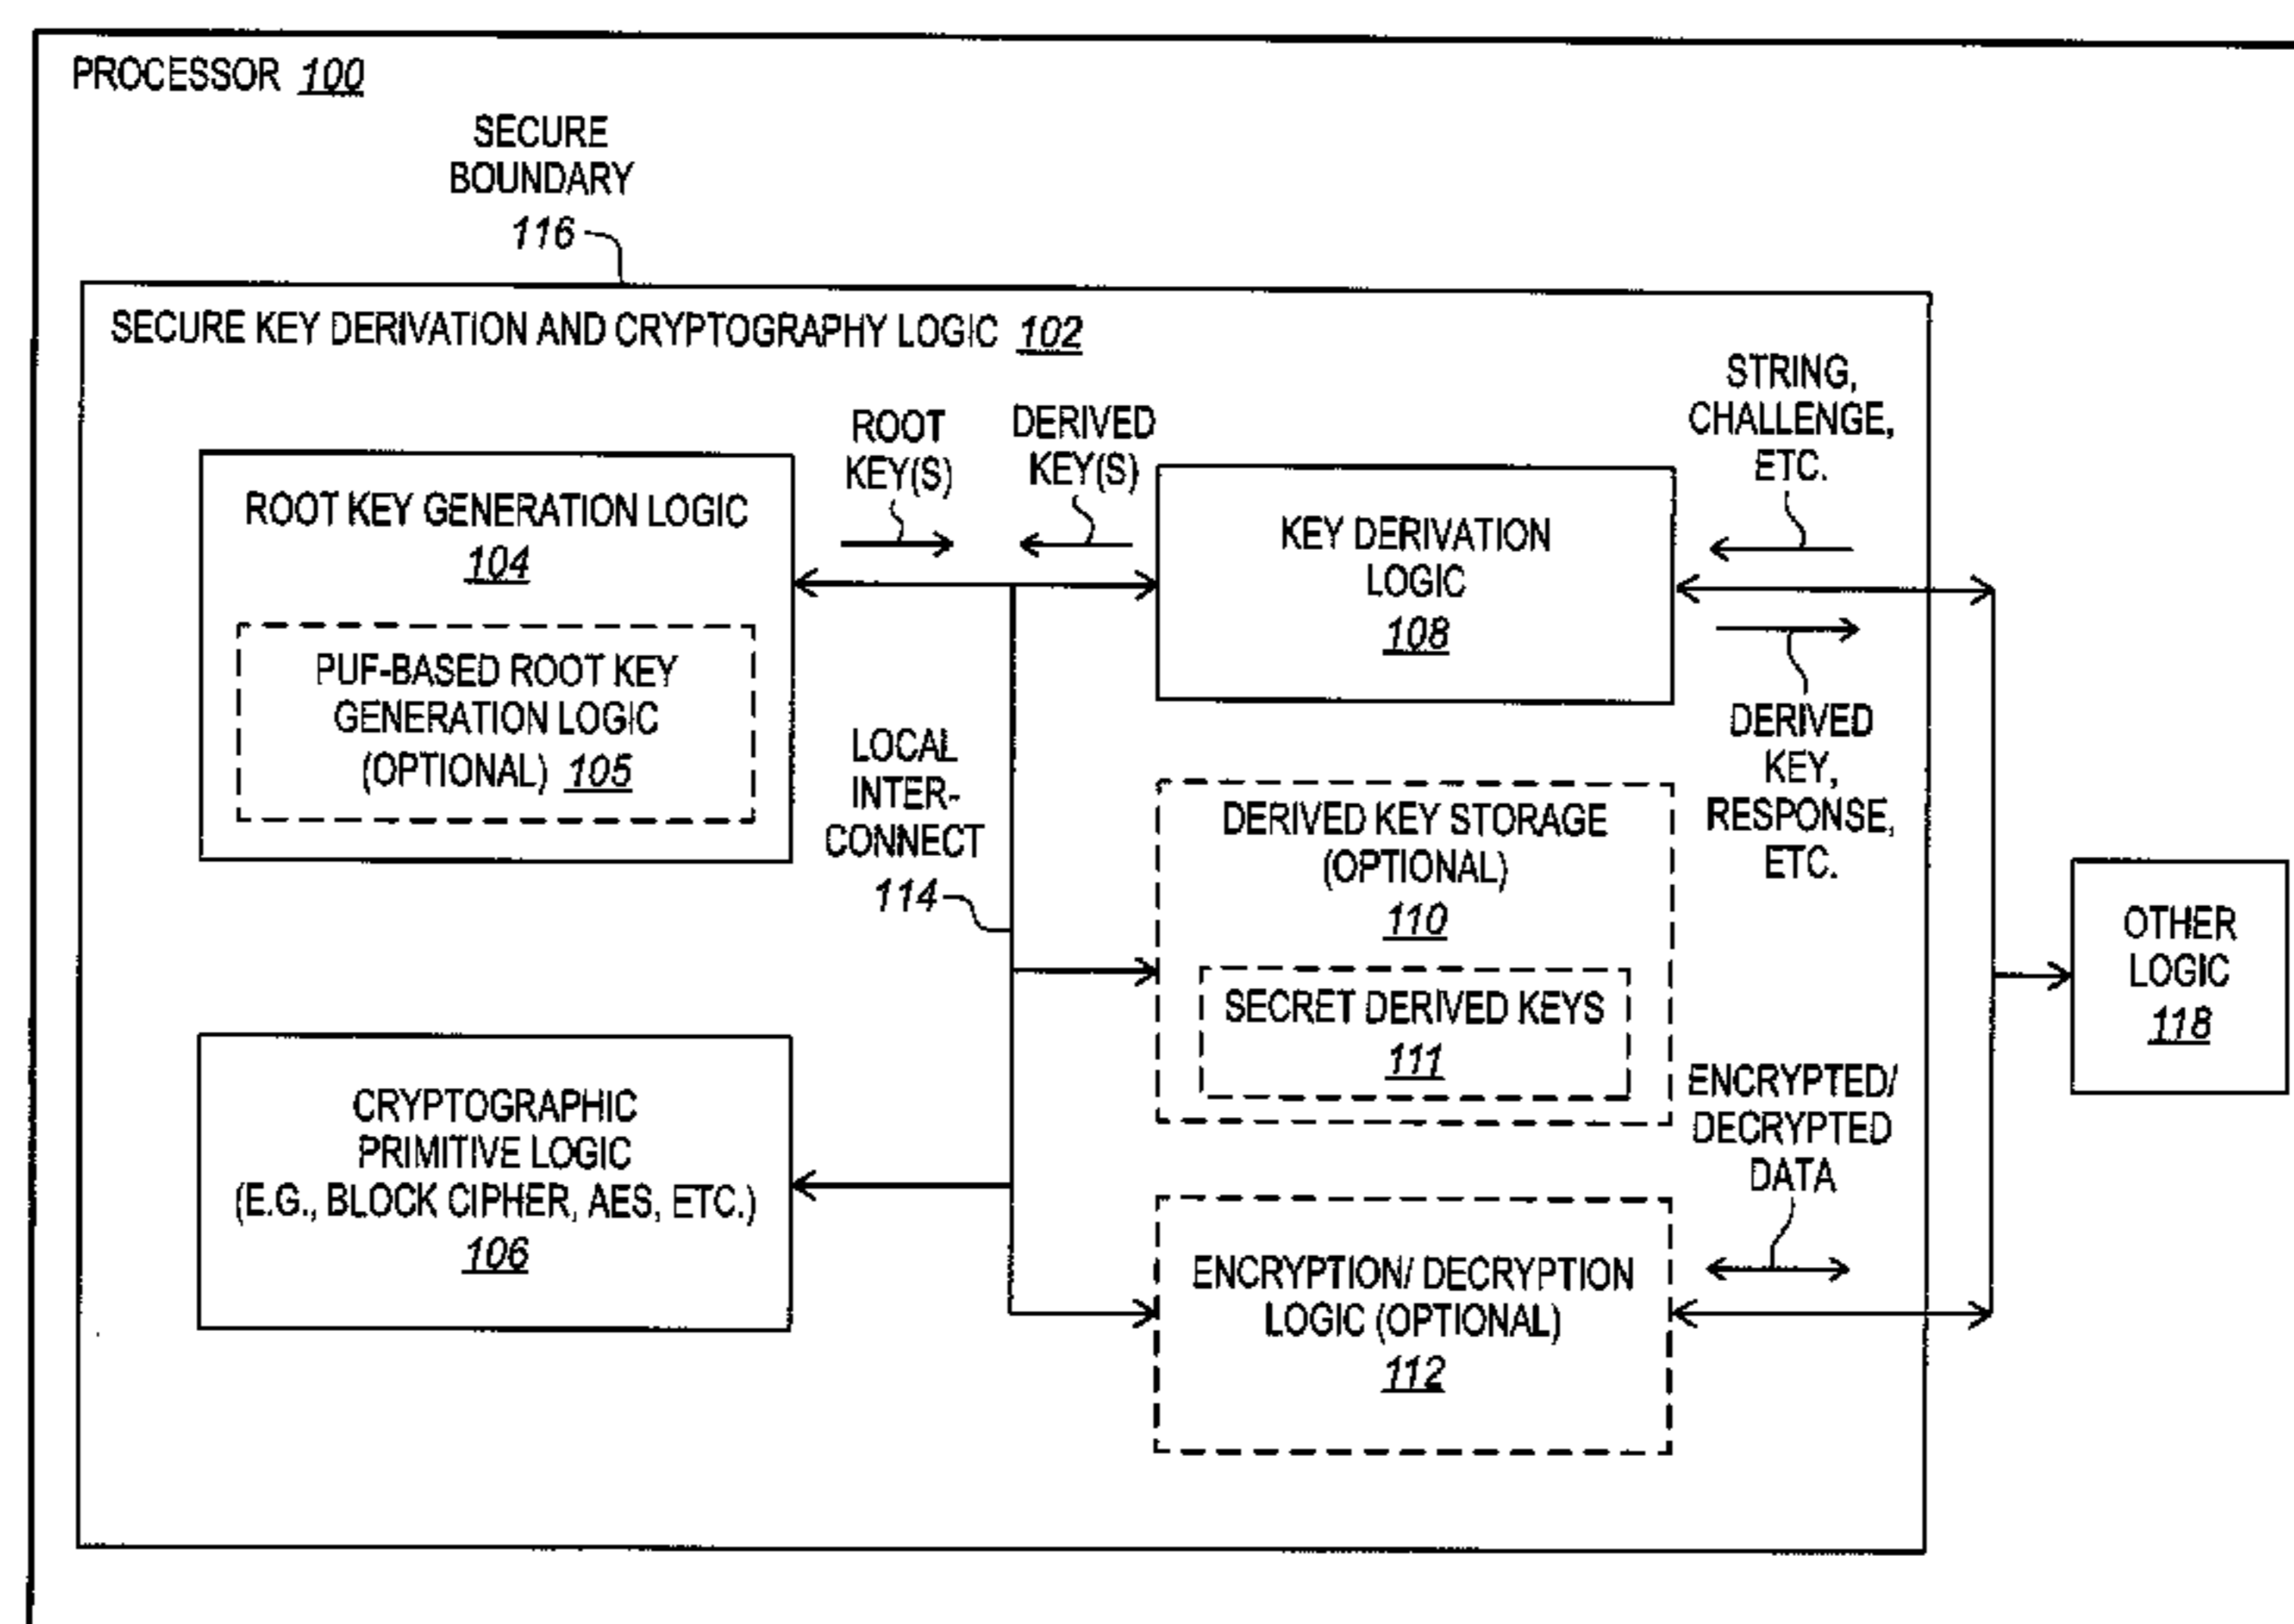 PROCESSOR 100
SECURE
BOUNDARY
116
SECURE KEY DERIVATION AND CRYPTOGRAPHY LOGIC 102
ROOT KEY GENERATION LOGIC
104
PUF-BASED ROOT KEY
GENERATION LOGIC
(OPTIONAL) 105
ROOT
KEY(S)
DERIVED
KEY(S)
KEY DERIVATION
LOGIC
108
STRING,
CHALLENGE,
ETC.
DERIVED
KEY,
RESPONSE,
ETC.
LOCAL
INTER-
CONNECT
114
DERIVED KEY STORAGE
(OPTIONAL)
110
SECRET DERIVED KEYS
111
OTHER
LOGIC
118
CRYPTOGRAPHIC
PRIMITIVE LOGIC
(E.G., BLOCK CIPHER, AES, ETC.)
106
ENCRYPTED/
DECRYPTED
DATA
ENCRYPTION/ DECRYPTION
LOGIC (OPTIONAL)
112